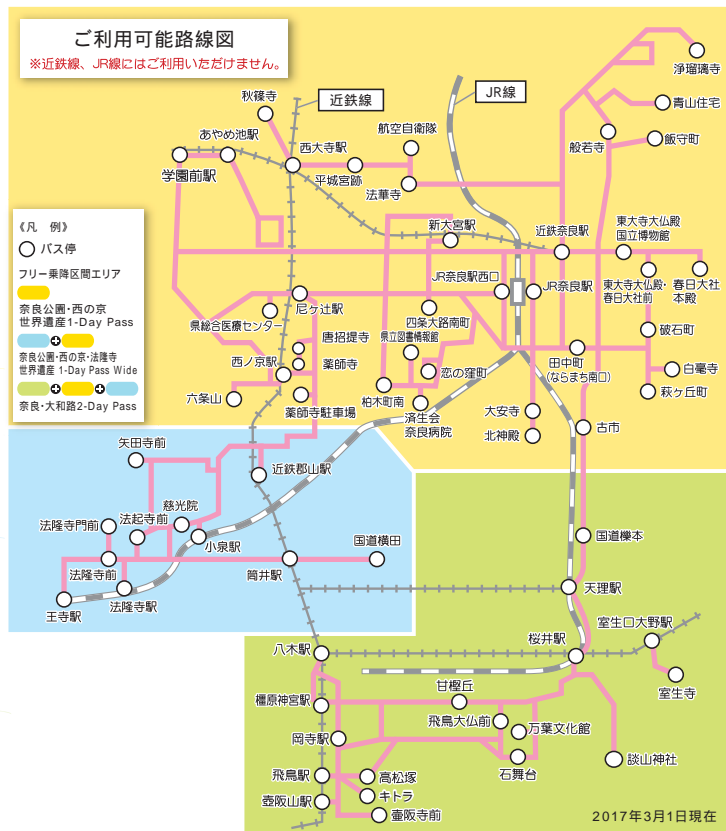 ご利用可能路線図
※近鉄線、JR線にはご利用いただけません。
近鉄線
JR線
浄瑠璃寺
秋篠寺
青山住宅
あやめ池駅
西大寺駅
航空自衛隊
般若寺
飯守町
学園前駅
平城宮跡
法華寺
《凡　例》
バス停
フリー乗降区間エリア
奈良公園・西の京
世界遺産1-Day Pass
奈良公園・西の京・法隆寺
世界遺産 1-Day Pass Wide
奈良・大和路2-Day Pass
新大宮駅
近鉄奈良駅
東大寺大仏殿
国立博物館
JR奈良駅西口
JR奈良駅
東大寺大仏殿・
春日大社前
春日大社
本殿
尼ヶ辻駅
県総合医療センター
四条大路南町
唐招提寺
県立図書情報館
破石町
西ノ京駅
薬師寺
恋の窪町
田中町
(ならまち南口)
白毫寺
六条山
薬師寺駐車場
柏木町南
済生会
奈良病院
大安寺
萩ヶ丘町
北神殿
古市
矢田寺前
近鉄郡山駅
慈光院
法隆寺門前
法起寺前
小泉駅
国道横田
国道櫟本
法隆寺前
筒井駅
王寺駅
法隆寺駅
天理駅
室生口大野駅
八木駅
桜井駅
室生寺
橿原神宮駅
甘樫丘
飛鳥大仏前
万葉文化館
岡寺駅
談山神社
飛鳥駅
高松塚
石舞台
キトラ
壺阪山駅
壷阪寺前
2017年3月1日現在